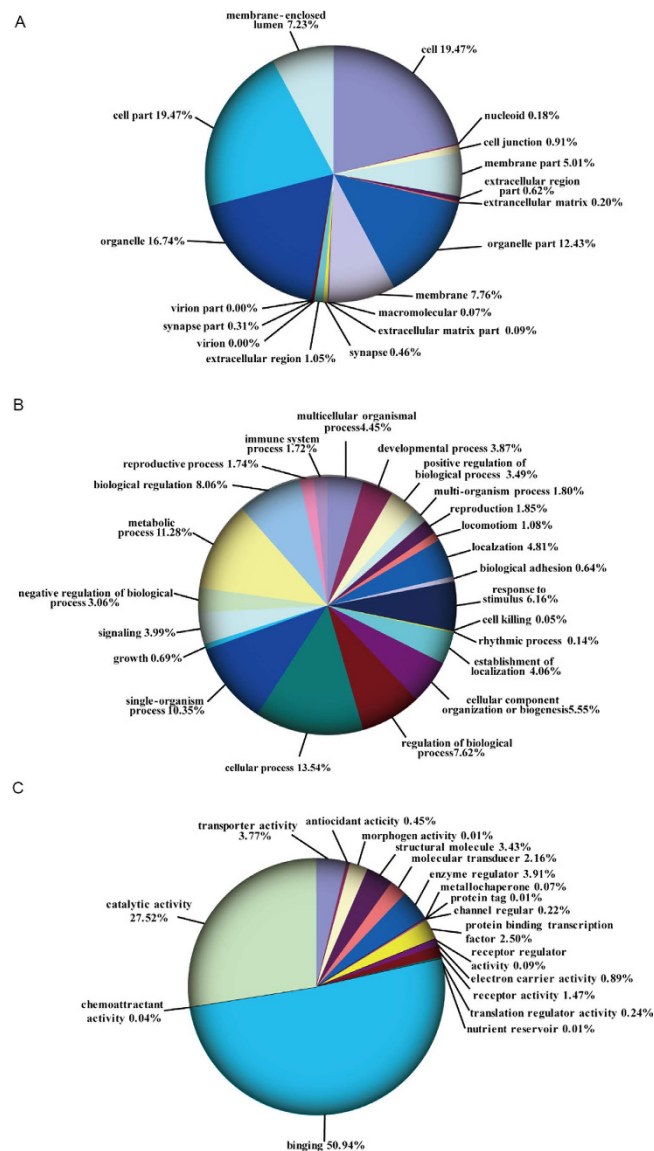 A
membrane-enclosed
lumen 7.23%
cell 19.47%
nucleoid 0.18%
cell part 19.47%
cell junction 0.91%
membrane part 5.01%
extracellular region
part 0.62%
extrancellular matrix 0.20%
organelle 16.74%
organelle part 12.43%
membrane 7.76%
virion part 0.00%
macromolecular 0.07%
synapse part 0.31%
extracellular matrix part 0.09%
virion 0.00%
synapse 0.46%
extracellular region 1.05%
B
multicellular organismal
process4.45%
immune system
process 1.72%
developmental process 3.87%
positive regulation of
biological process 3.49%
reproductive process 1.74%
multi-organism process 1.80%
biological regulation 8.06%
reproduction 1.85%
locomotiom 1.08%
metabolic
process 11.28%
localzation 4.81%
biological adhesion 0.64%
response to
stimulus 6.16%
negative regulation of biological
process 3.06%
cell killing 0.05%
signaling 3.99%
rhythmic process 0.14%
growth 0.69%
establishment of
localization 4.06%
single-organism
process 10.35%
cellular component
organization or biogenesis5.55%
regulation of biological
process7.62%
cellular process 13.54%
C
transporter activity
3.77%
antiocidant acticity 0.45%
morphogen activity 0.01%
structural molecule 3.43%
molecular transducer 2.16%
enzyme regulator 3.91%
metallochaperone 0.07%
protein tag 0.01%
channel regular 0.22%
catalytic activity
27.52%
protein binding transcription
factor 2.50%
receptor regulator
activity 0.09%
electron carrier activity 0.89%
receptor activity 1.47%
chemoattractant
activity 0.04%
translation regulator activity 0.24%
nutrient reservoir 0.01%
binging 50.94%